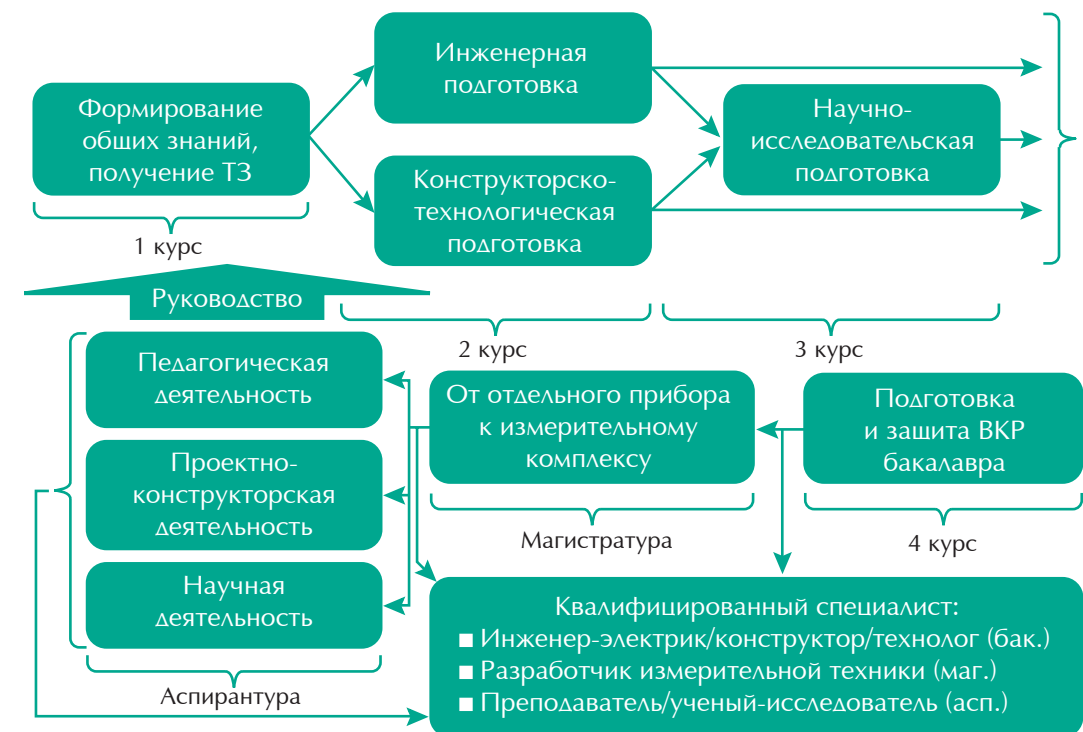 Формирование
общих знаний,
получение ТЗ
1 курс
Инженерная
подготовка
Конструкторско-
технологическая
подготовка
Научно-
исследовательская
подготовка
2 курс
3 курс
Руководство
Педагогическая
деятельность
Проектно-
конструкторская
деятельность
Научная
деятельность
Аспирантура
От отдельного прибора
к измерительному
комплексу
Магистратура
Подготовка
и защита ВКР
бакалавра
4 курс
Квалифицированный специалист:
■ Инженер-электрик/конструктор/технолог (бак.)
■ Разработчик измерительной техники (маг.)
■ Преподаватель/ученый-исследователь (асп.)